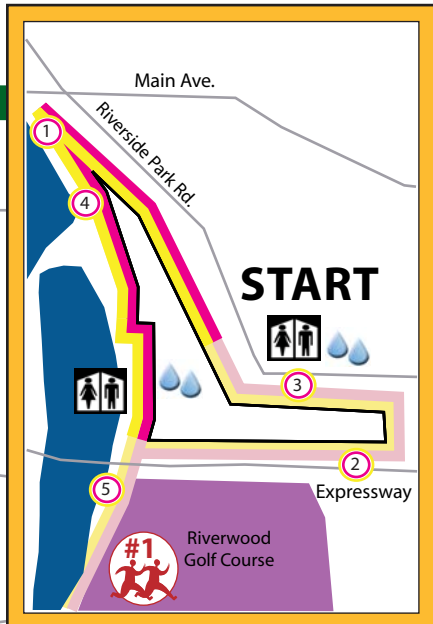 Main Ave.
Riverside Park Rd.
1
4
START
3
2
Expressway
5
#1
Riverwood
Golf Course